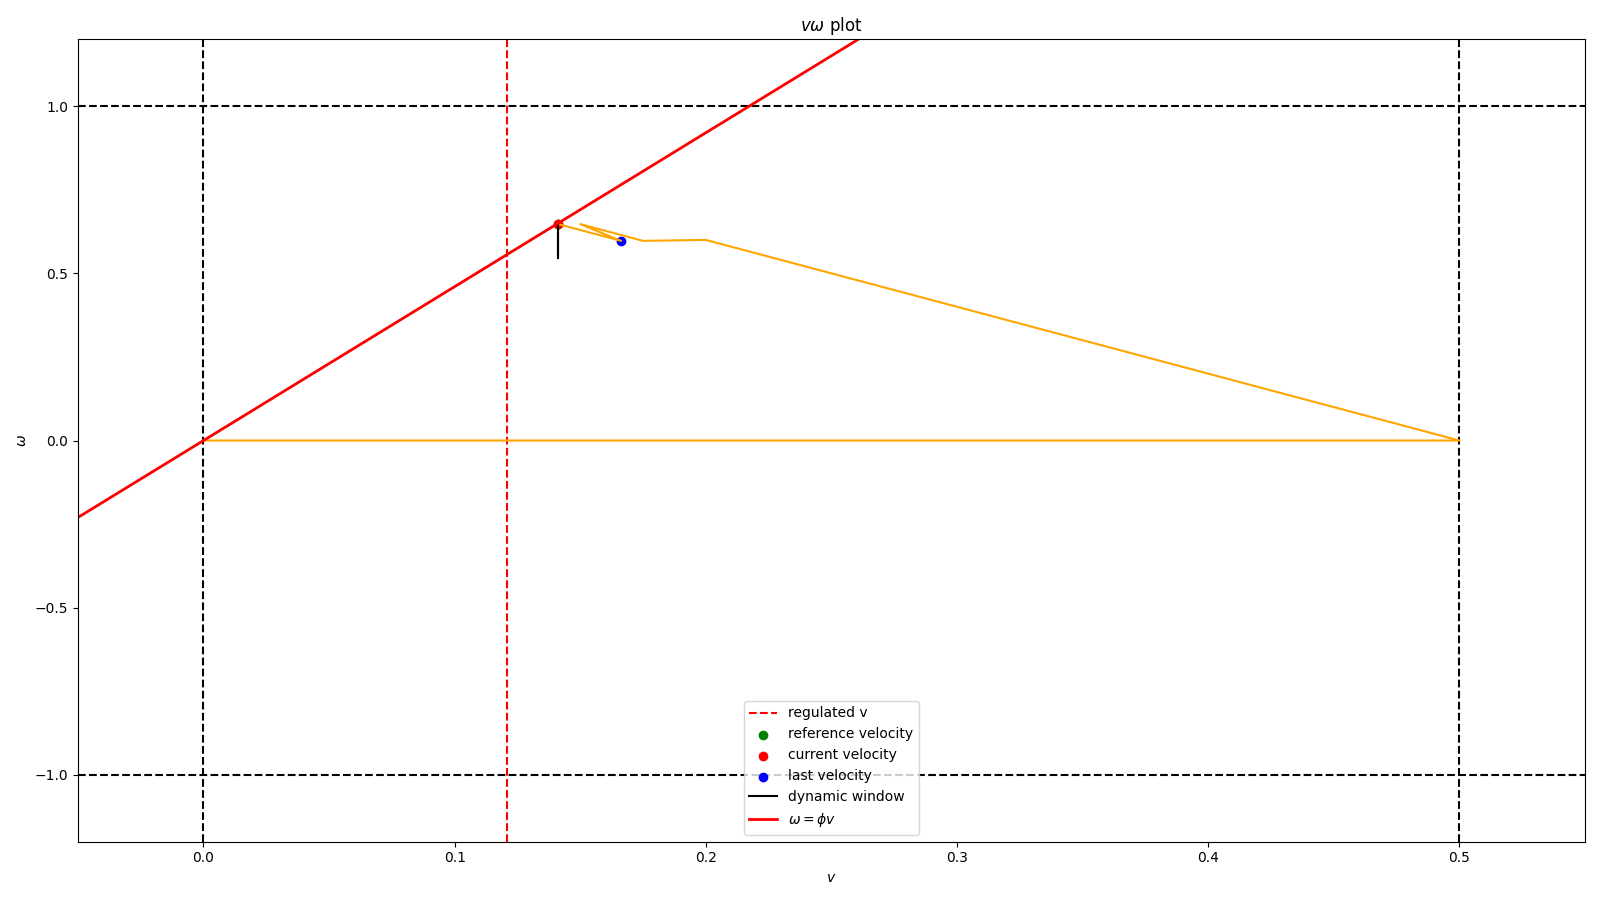 vω plot
1.0
0.5
0.0
−0.5
−1.0
ω
regulated v
reference velocity
current velocity
last velocity
dynamic window
ω = ϕv
0.0 0.1 0.2 0.3 0.4 0.5
v